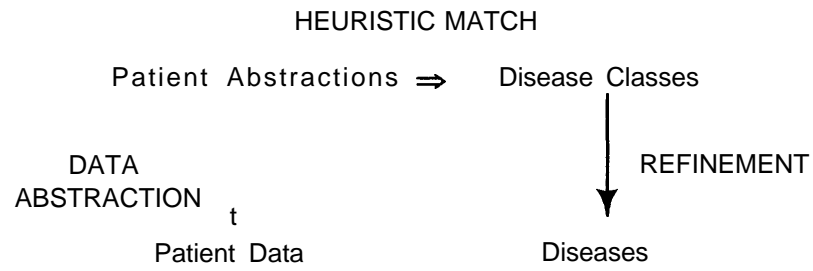 HEURISTIC MATCH
Patient Abstractions ⇒ Disease Classes
DATA
ABSTRACTION
REFINEMENT
t
Patient Data
Diseases